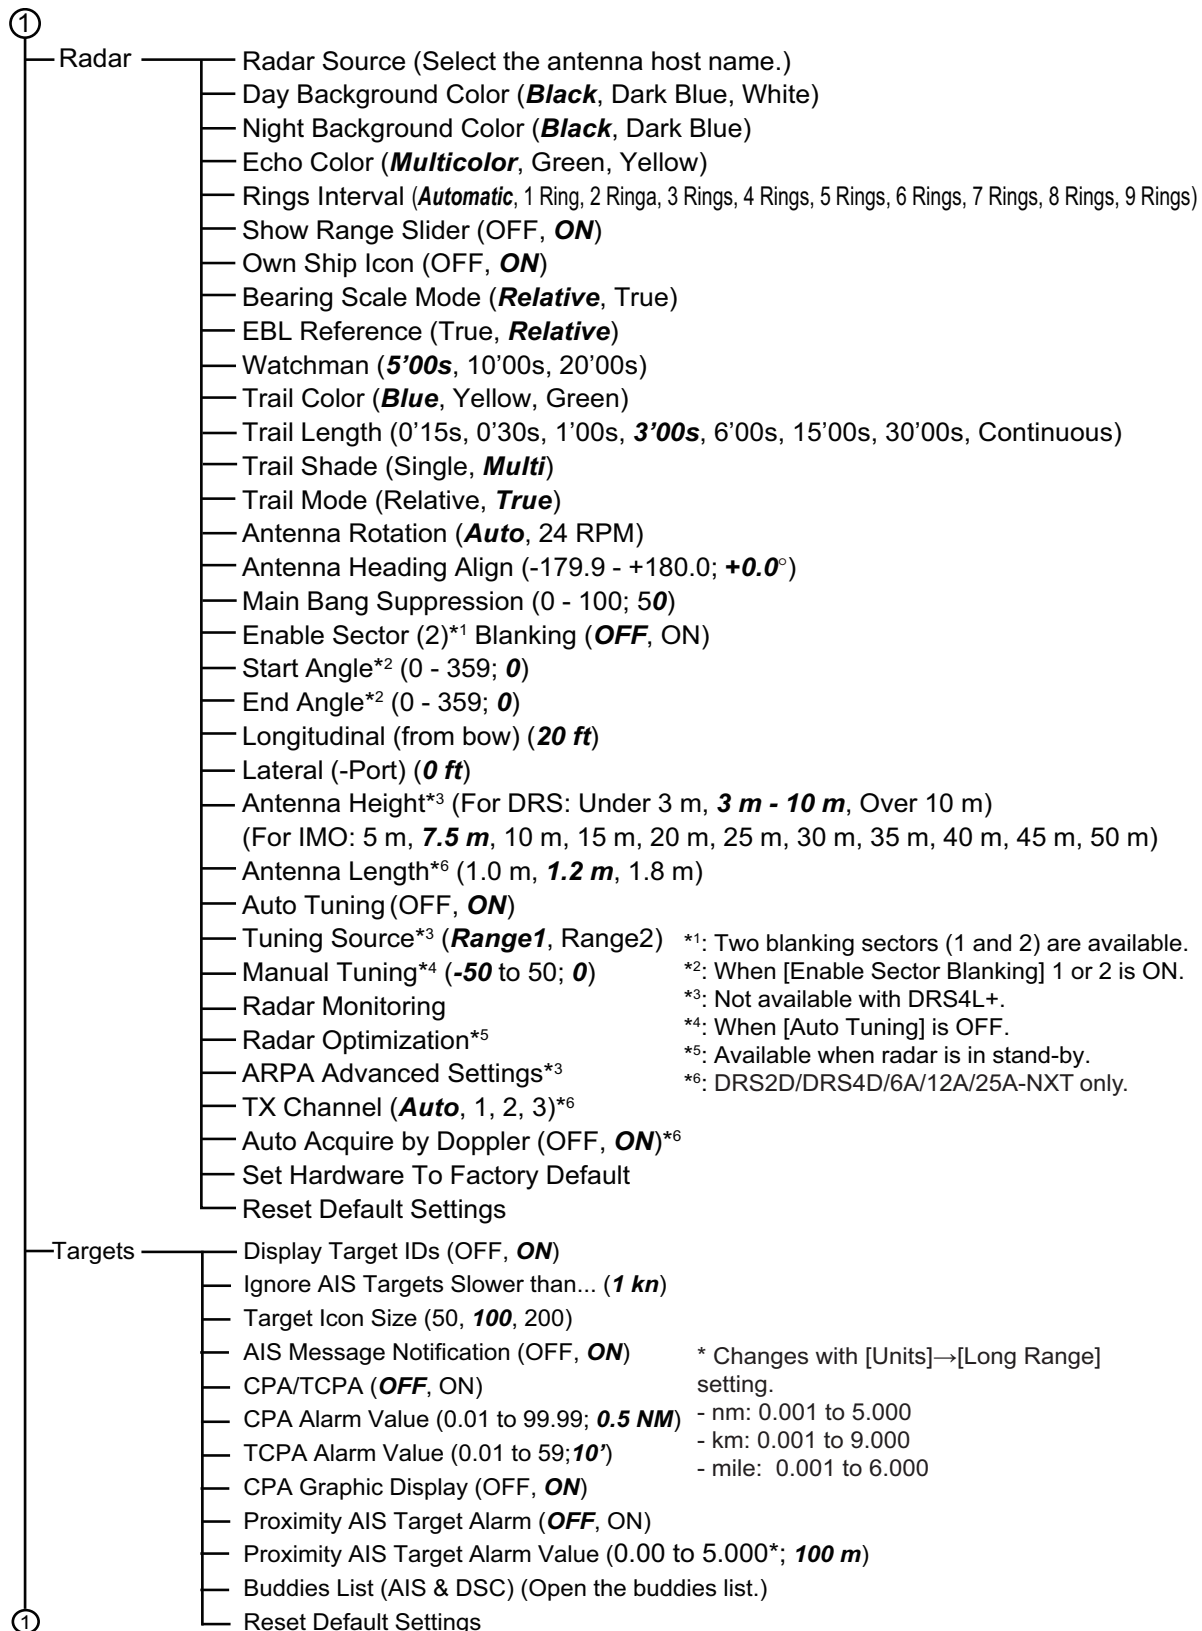 1
Radar
Radar Source (Select the antenna host name.)
Day Background Color (Black, Dark Blue, White)
Night Background Color (Black, Dark Blue)
Echo Color (Multicolor, Green, Yellow)
Rings Interval (Automatic, 1 Ring, 2 Ringa, 3 Rings, 4 Rings, 5 Rings, 6 Rings, 7 Rings, 8 Rings, 9 Rings)
Show Range Slider (OFF, ON)
Own Ship Icon (OFF, ON)
Bearing Scale Mode (Relative, True)
EBL Reference (True, Relative)
Watchman (5’00s, 10’00s, 20’00s)
Trail Color (Blue, Yellow, Green)
Trail Length (0’15s, 0’30s, 1’00s, 3’00s, 6’00s, 15’00s, 30’00s, Continuous)
Trail Shade (Single, Multi)
Trail Mode (Relative, True)
Antenna Rotation (Auto, 24 RPM)
Antenna Heading Align (-179.9 - +180.0; +0.0°)
Main Bang Suppression (0 - 100; 50)
Enable Sector (2)*1 Blanking (OFF, ON)
Start Angle*2 (0 - 359; 0)
End Angle*2 (0 - 359; 0)
Longitudinal (from bow) (20 ft)
Lateral (-Port) (0 ft)
Antenna Height*3 (For DRS: Under 3 m, 3 m - 10 m, Over 10 m)
(For IMO: 5 m, 7.5 m, 10 m, 15 m, 20 m, 25 m, 30 m, 35 m, 40 m, 45 m, 50 m)
Antenna Length*6 (1.0 m, 1.2 m, 1.8 m)
Auto Tuning (OFF, ON)
Tuning Source*3 (Range1, Range2)
Manual Tuning*4 (-50 to 50; 0)
Radar Monitoring
Radar Optimization*5
ARPA Advanced Settings*3
TX Channel (Auto, 1, 2, 3)*6
Auto Acquire by Doppler (OFF, ON)*6
Set Hardware To Factory Default
Reset Default Settings
*1: Two blanking sectors (1 and 2) are available.
*2: When [Enable Sector Blanking] 1 or 2 is ON.
*3: Not available with DRS4L+.
*4: When [Auto Tuning] is OFF.
*5: Available when radar is in stand-by.
*6: DRS2D/DRS4D/6A/12A/25A-NXT only.
Targets
Display Target IDs (OFF, ON)
Ignore AIS Targets Slower than... (1 kn)
Target Icon Size (50, 100, 200)
AIS Message Notification (OFF, ON)
CPA/TCPA (OFF, ON)
CPA Alarm Value (0.01 to 99.99; 0.5 NM)
TCPA Alarm Value (0.01 to 59;10’)
CPA Graphic Display (OFF, ON)
Proximity AIS Target Alarm (OFF, ON)
Proximity AIS Target Alarm Value (0.00 to 5.000*; 100 m)
Buddies List (AIS & DSC) (Open the buddies list.)
Reset Default Settings
* Changes with [Units]→[Long Range]
setting.
- nm: 0.001 to 5.000
- km: 0.001 to 9.000
- mile: 0.001 to 6.000
1